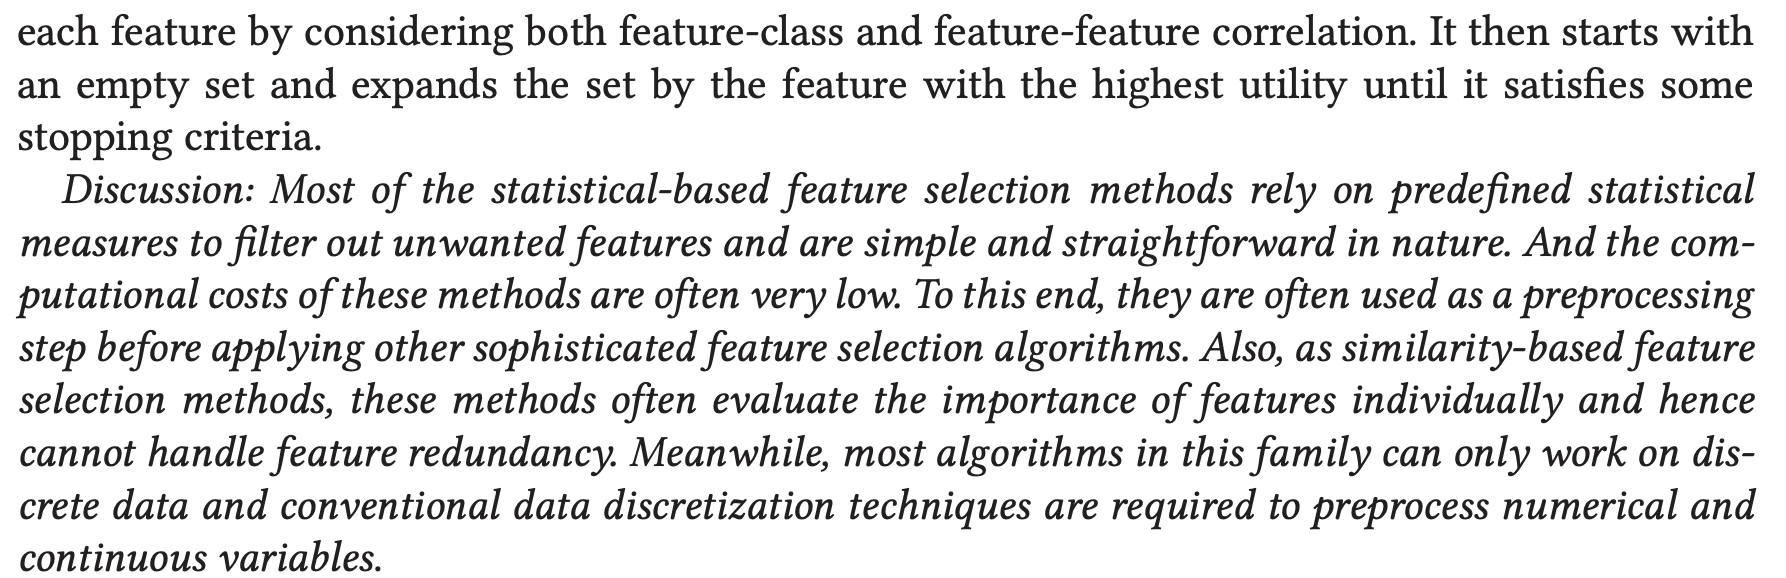 each feature by considering both feature-class and feature-feature correlation. It then starts with
an empty set and expands the set by the feature with the highest utility until it satisfies some
stopping criteria.
Discussion: Most of the statistical-based feature selection methods rely on predefined statistical
measures to filter out unwanted features and are simple and straightforward in nature. And the com-
putational costs of these methods are often very low. To this end, they are often used as a preprocessing
step before applying other sophisticated feature selection algorithms. Also, as similarity-based feature
selection methods, these methods often evaluate the importance of features individually and hence
cannot handle feature redundancy. Meanwhile, most algorithms in this family can only work on dis-
crete data and conventional data discretization techniques are required to preprocess numerical and
continuous variables.